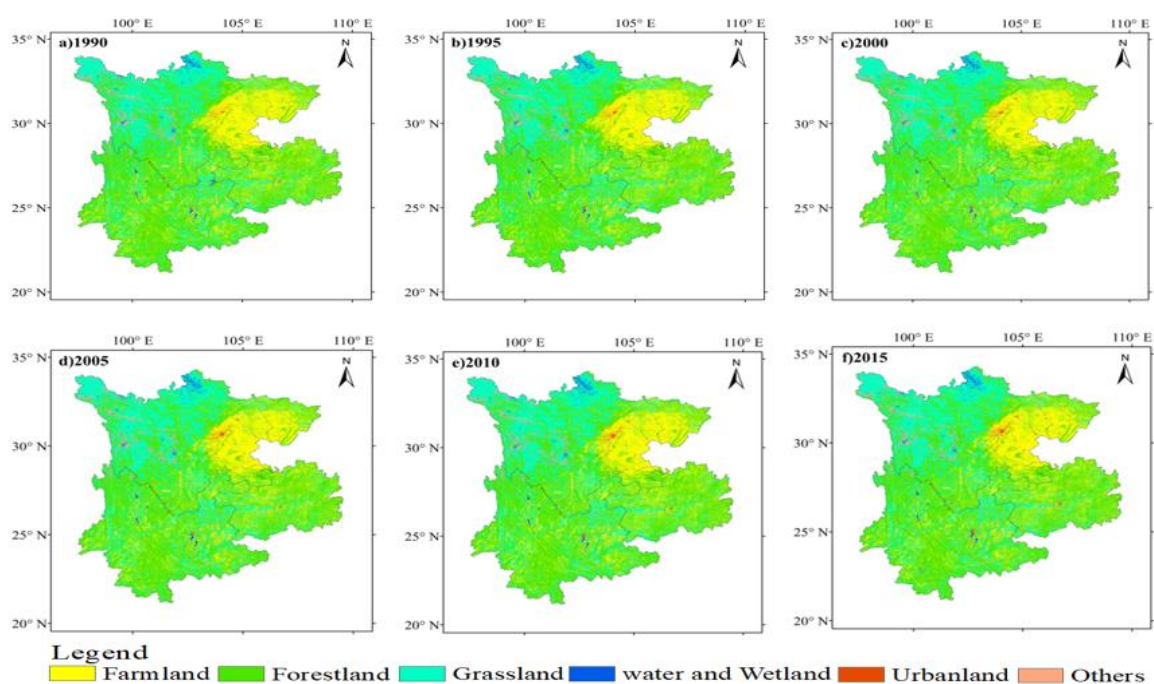 100° E 105° E 110° E
35° N
a)1990
N
30° N
25° N
20° N
100° E 105° E 110° E
35° N
b)1995
N
30° N
25° N
20° N
100° E 105° E 110° E
35° N
c)2000
N
30° N
25° N
20° N
100° E 105° E 110° E
35° N
d)2005
N
30° N
25° N
20° N
100° E 105° E 110° E
35° N
e)2010
N
30° N
25° N
20° N
100° E 105° E 110° E
35° N
f)2015
N
30° N
25° N
20° N
Legend
Farmland Forestland Grassland water and Wetland Urbanland Others